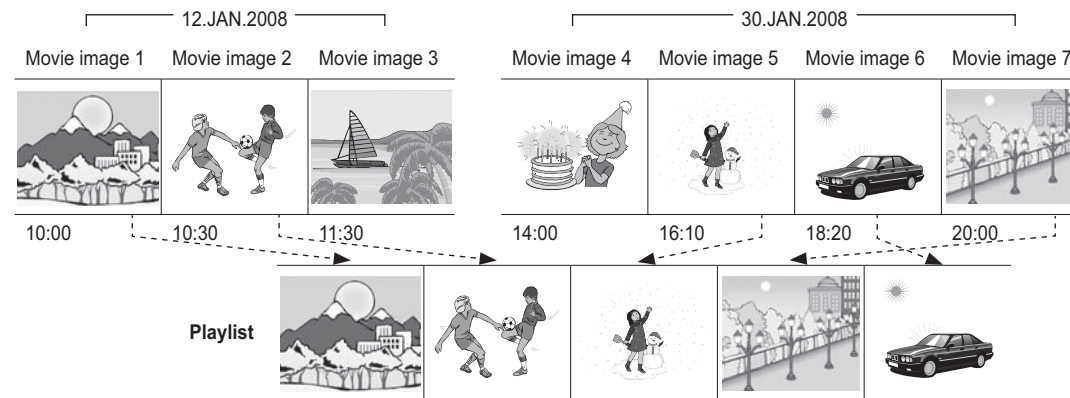 12.JAN.2008 30.JAN.2008
Movie image 1 Movie image 2 Movie image 3 Movie image 4 Movie image 5 Movie image 6 Movie image 7
10:00 10:30 11:30 14:00 16:10 18:20 20:00
Playlist